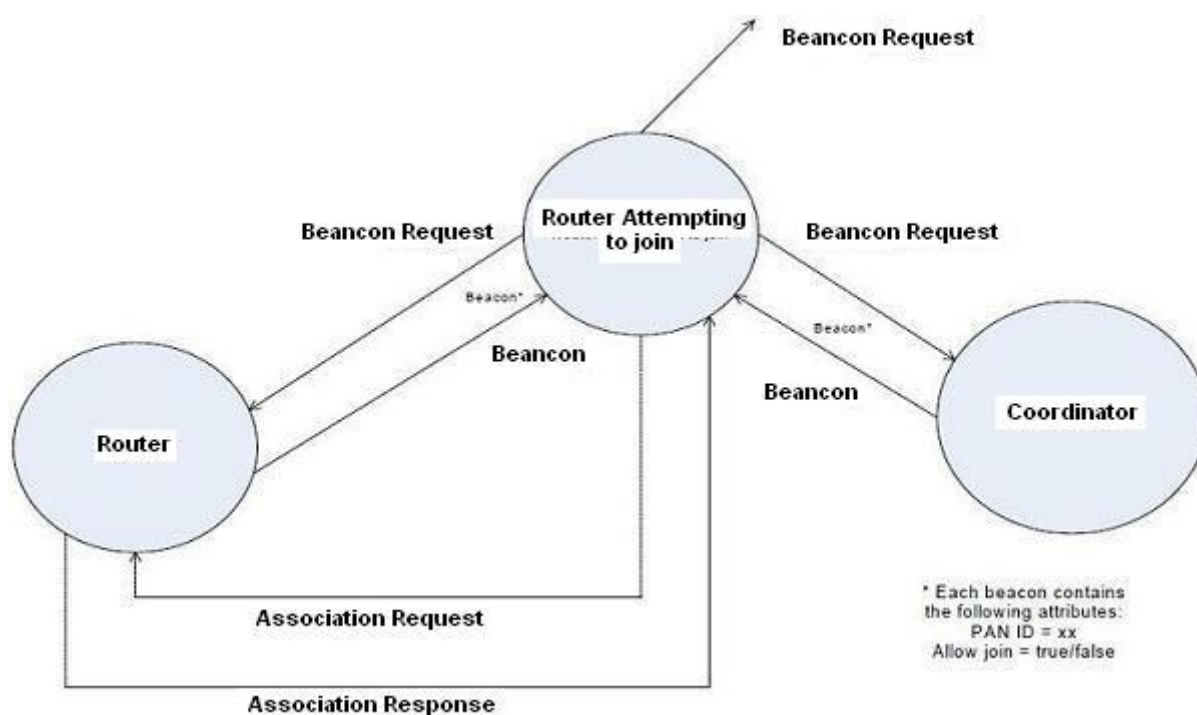 Beancon Request
Router Attempting
to join
Beancon Request
Beancon Request
Beacon*
Beancon
Beacon*
Beancon
Router
Coordinator
Association Request
Association Response
* Each beacon contains
the following attributes:
PAN ID = xx
Allow join = true/false